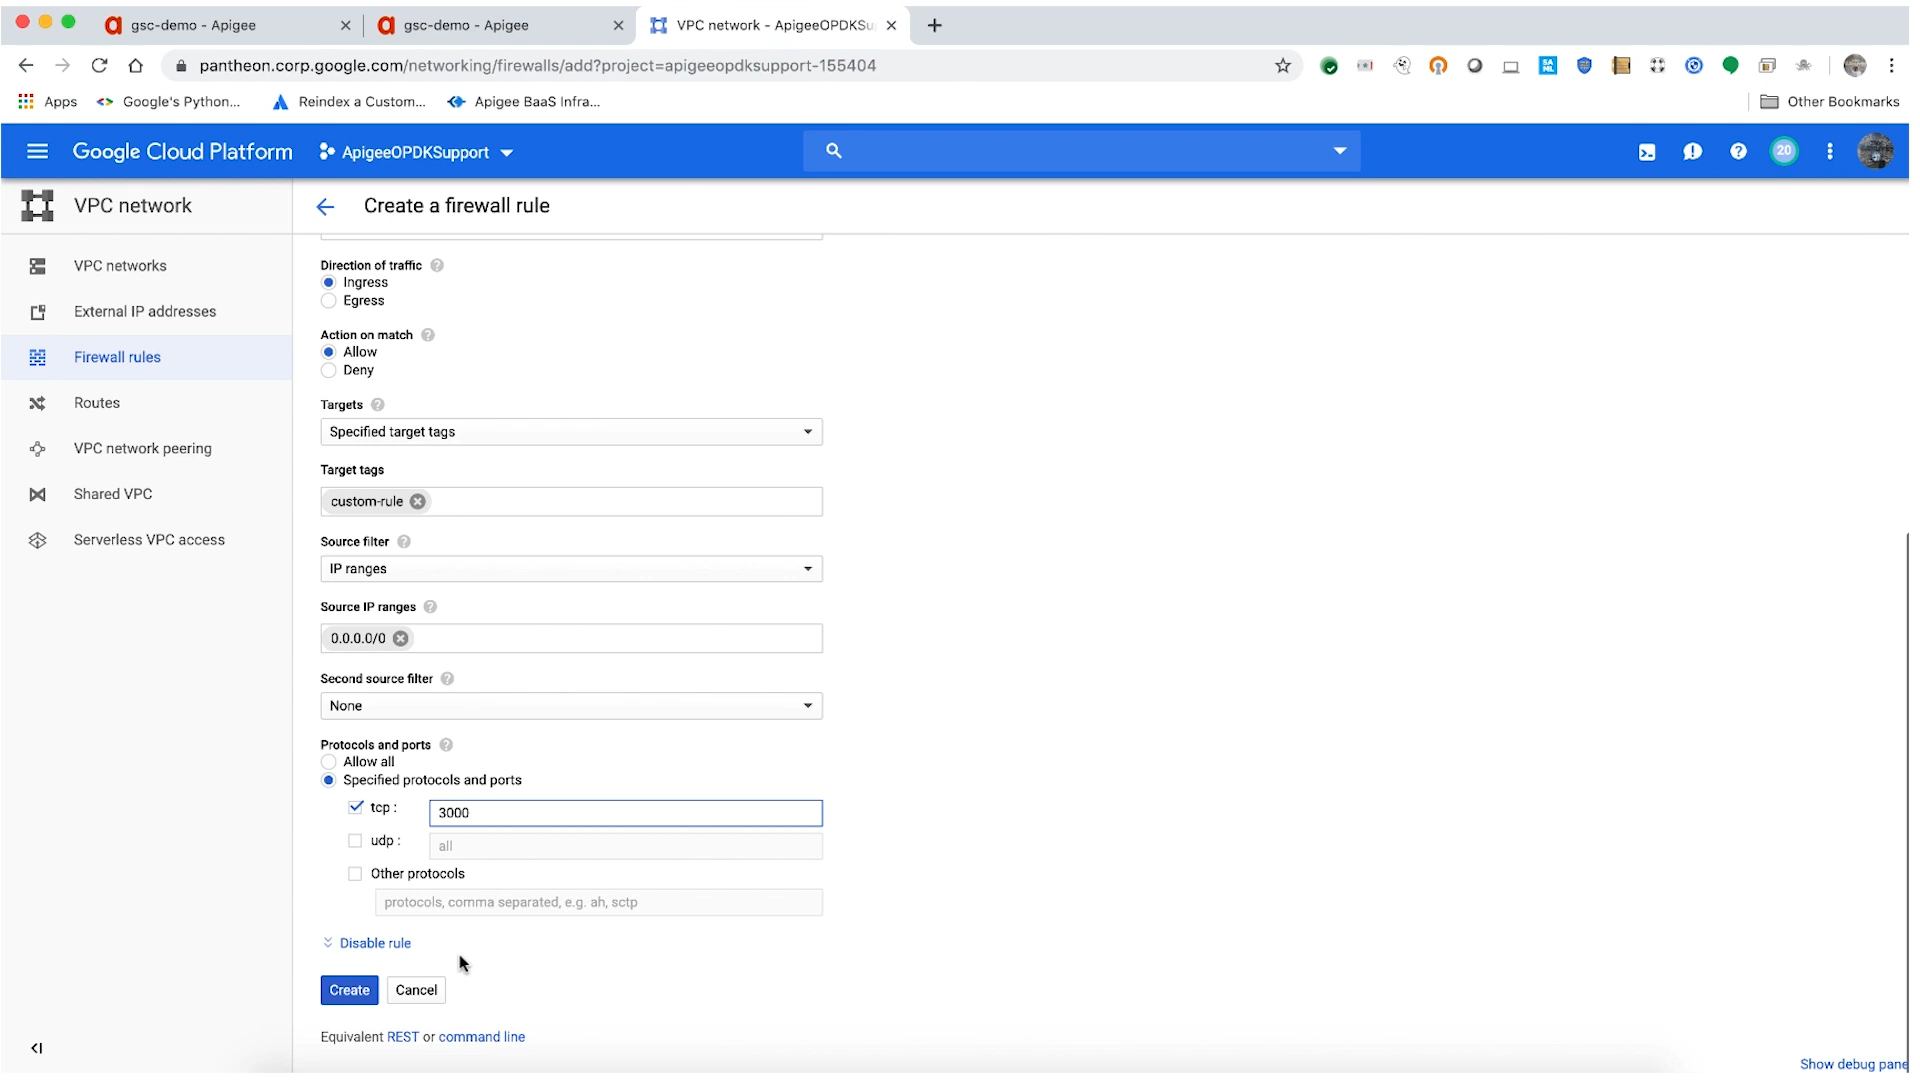 gsc-demo - Apigee
gsc-demo - Apigee
VPC network - ApigeeOPDKSu
pantheon.corp.google.com/networking/firewalls/add?project=apigeeopdksupport-155404
Apps
Google's Python...
Reindex a Custom...
Apigee BaaS Infra...
Other Bookmarks
Google Cloud Platform
ApigeeOPDKSupport
20
VPC network
Create a firewall rule
VPC networks
External IP addresses
Firewall rules
Routes
VPC network peering
Shared VPC
Serverless VPC access
Direction of traffic
Ingress
Egress
Action on match
Allow
Deny
Targets
Specified target tags
Target tags
custom-rule
Source filter
IP ranges
Source IP ranges
0.0.0.0/0
Second source filter
None
Protocols and ports
Allow all
Specified protocols and ports
tcp : 3000
udp : all
Other protocols
protocols, comma separated, e.g. ah, sctp
Disable rule
Create Cancel
Equivalent REST or command line
Show debug pane